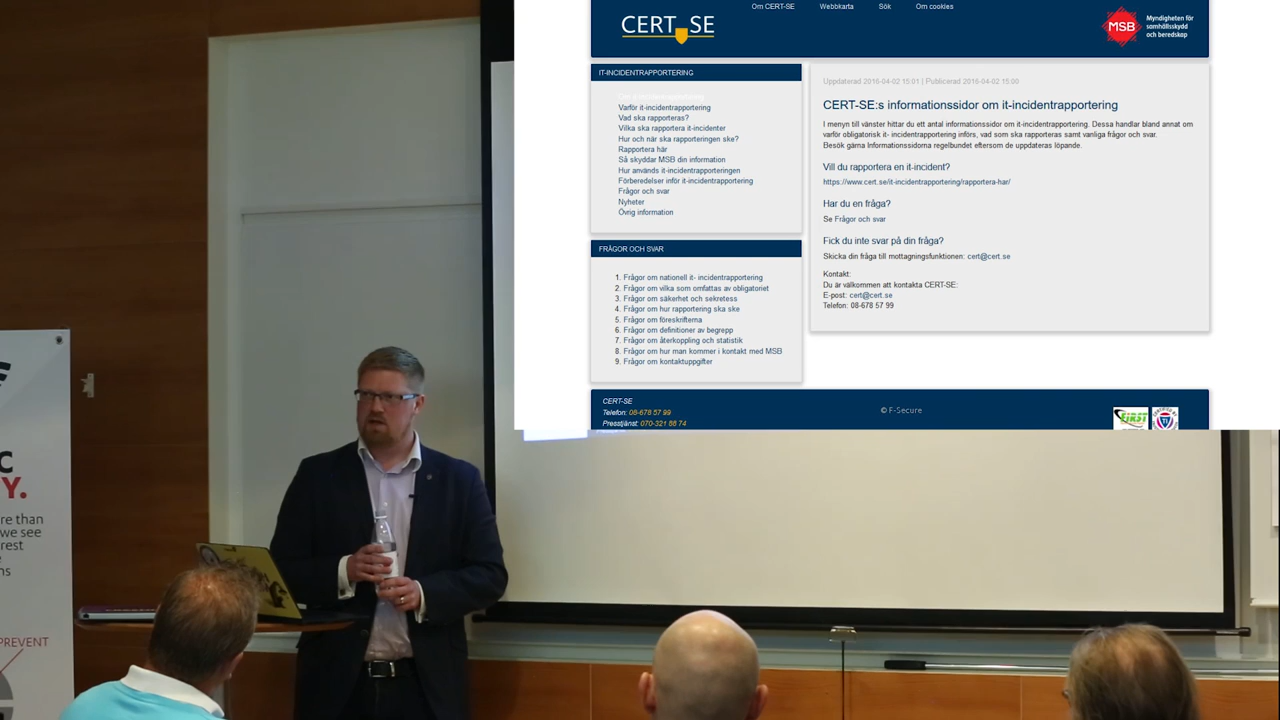 Om CERT-SE Webbkarta Sök Om cookies
CERT SE
MSB
Myndigheten för
samhällsskydd
och beredskap
IT-INCIDENTRAPPORTERING
Varför it-incidentrapportering
Vad ska rapporteras?
Vilka ska rapportera it-incidenter
Hur och när ska rapporteringen ske?
Rapportera här
Så skyddar MSB din information
Hur används it-incidentrapporteringen
Förberedelser inför it-incidentrapportering
Frågor och svar
Nyheter
Övrig information
FRÅGOR OCH SVAR
1. Frågor om nationell it- incidentrapportering
2. Frågor om vilka som omfattas av obligatoriet
3. Frågor om säkerhet och sekretess
4. Frågor om hur rapportering ska ske
5. Frågor om föreskrifterna
6. Frågor om definitioner av begrepp
7. Frågor om återkoppling och statistik
8. Frågor om hur man kommer i kontakt med MSB
9. Frågor om kontaktuppgifter
Uppdaterad 2016-04-02 15:01 | Publicerad 2016-04-02 15:00
CERT-SE:s informationssidor om it-incidentrapportering
I menyn till vänster hittar du ett antal informationssidor om it-incidentrapportering. Dessa handlar bland annat om
varför obligatorisk it- incidentrapportering införs, vad som ska rapporteras samt vanliga frågor och svar.
Besök gärna Informationssidorna regelbundet eftersom de uppdateras löpande.
Vill du rapportera en it-incident?
https://www.cert.se/it-incidentrapportering/rapportera-har/
Har du en fråga?
Se Frågor och svar
Fick du inte svar på din fråga?
Skicka din fråga till mottagningsfunktionen: cert@cert.se
Kontakt:
Du är välkommen att kontakta CERT-SE:
E-post: cert@cert.se
Telefon: 08-678 57 99
CERT-SE
Telefon: 08-678 57 99
Presstjänst: 070-321 88 74
© F-Secure
FIRST
C
Y.
re than
we see
rest
ns
PREVENT